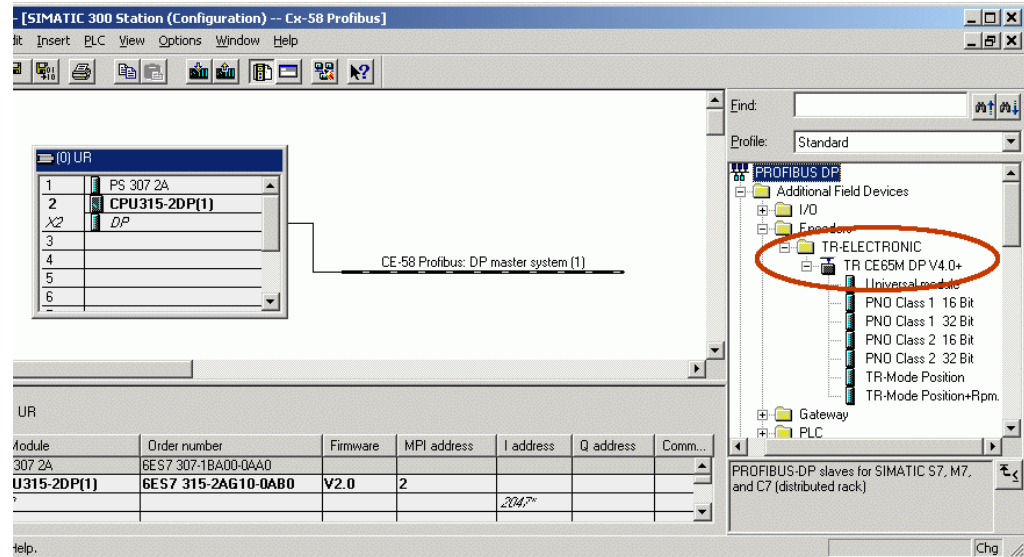 - [SIMATIC 300 Station (Configuration) -- Cx-58 Profibus]
dit Insert PLC View Options Window Help
Find:
Profile: Standard
(0) UR
1 PS 307 2A
2 CPU315-2DP(1)
X2 DP
3
4
5
6
CE-58 Profibus: DP master system (1)
PROFIBUS DP
Additional Field Devices
I/O
Encoders
TR-ELECTRONIC
TR CE65M DP V4.0+
Universal module
PNO Class 1 16 Bit
PNO Class 1 32 Bit
PNO Class 2 16 Bit
PNO Class 2 32 Bit
TR-Mode Position
TR-Mode Position+Rpm.
Gateway
PLC
UR
Module Order number Firmware MPI address I address Q address Comm...
307 2A 6ES7 307-1BA00-0AA0
U315-2DP(1) 6ES7 315-2AG10-0AB0 V2.0 2
PROFIBUS-DP slaves for SIMATIC S7, M7,
and C7 (distributed rack)
Help.
Chg